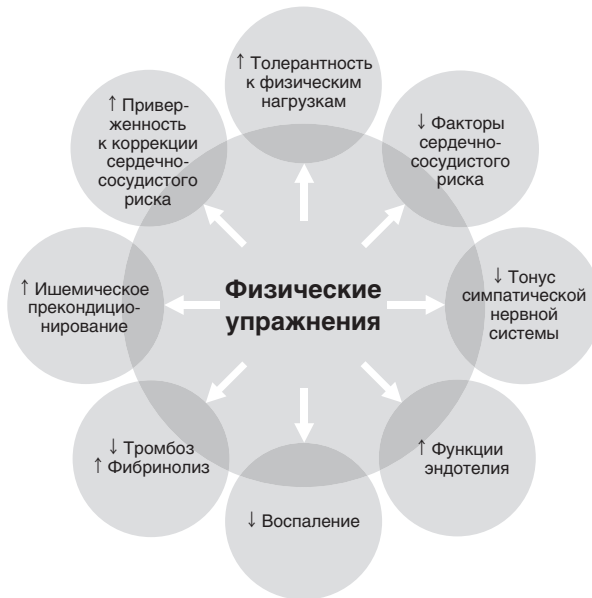 ↑ Толерантность
к физическим
нагрузкам
↑ Привер-
женность
к коррекции
сердечно-
сосудистого
риска
↓ Факторы
сердечно-
сосудистого
риска
↑ Ишемическое
прекондицио-
нирование
Физические
упражнения
↓ Тонус
симпатической
нервной
системы
↓ Тромбоз
↑ Фибринолиз
↑ Функции
эндотелия
↓ Воспаление